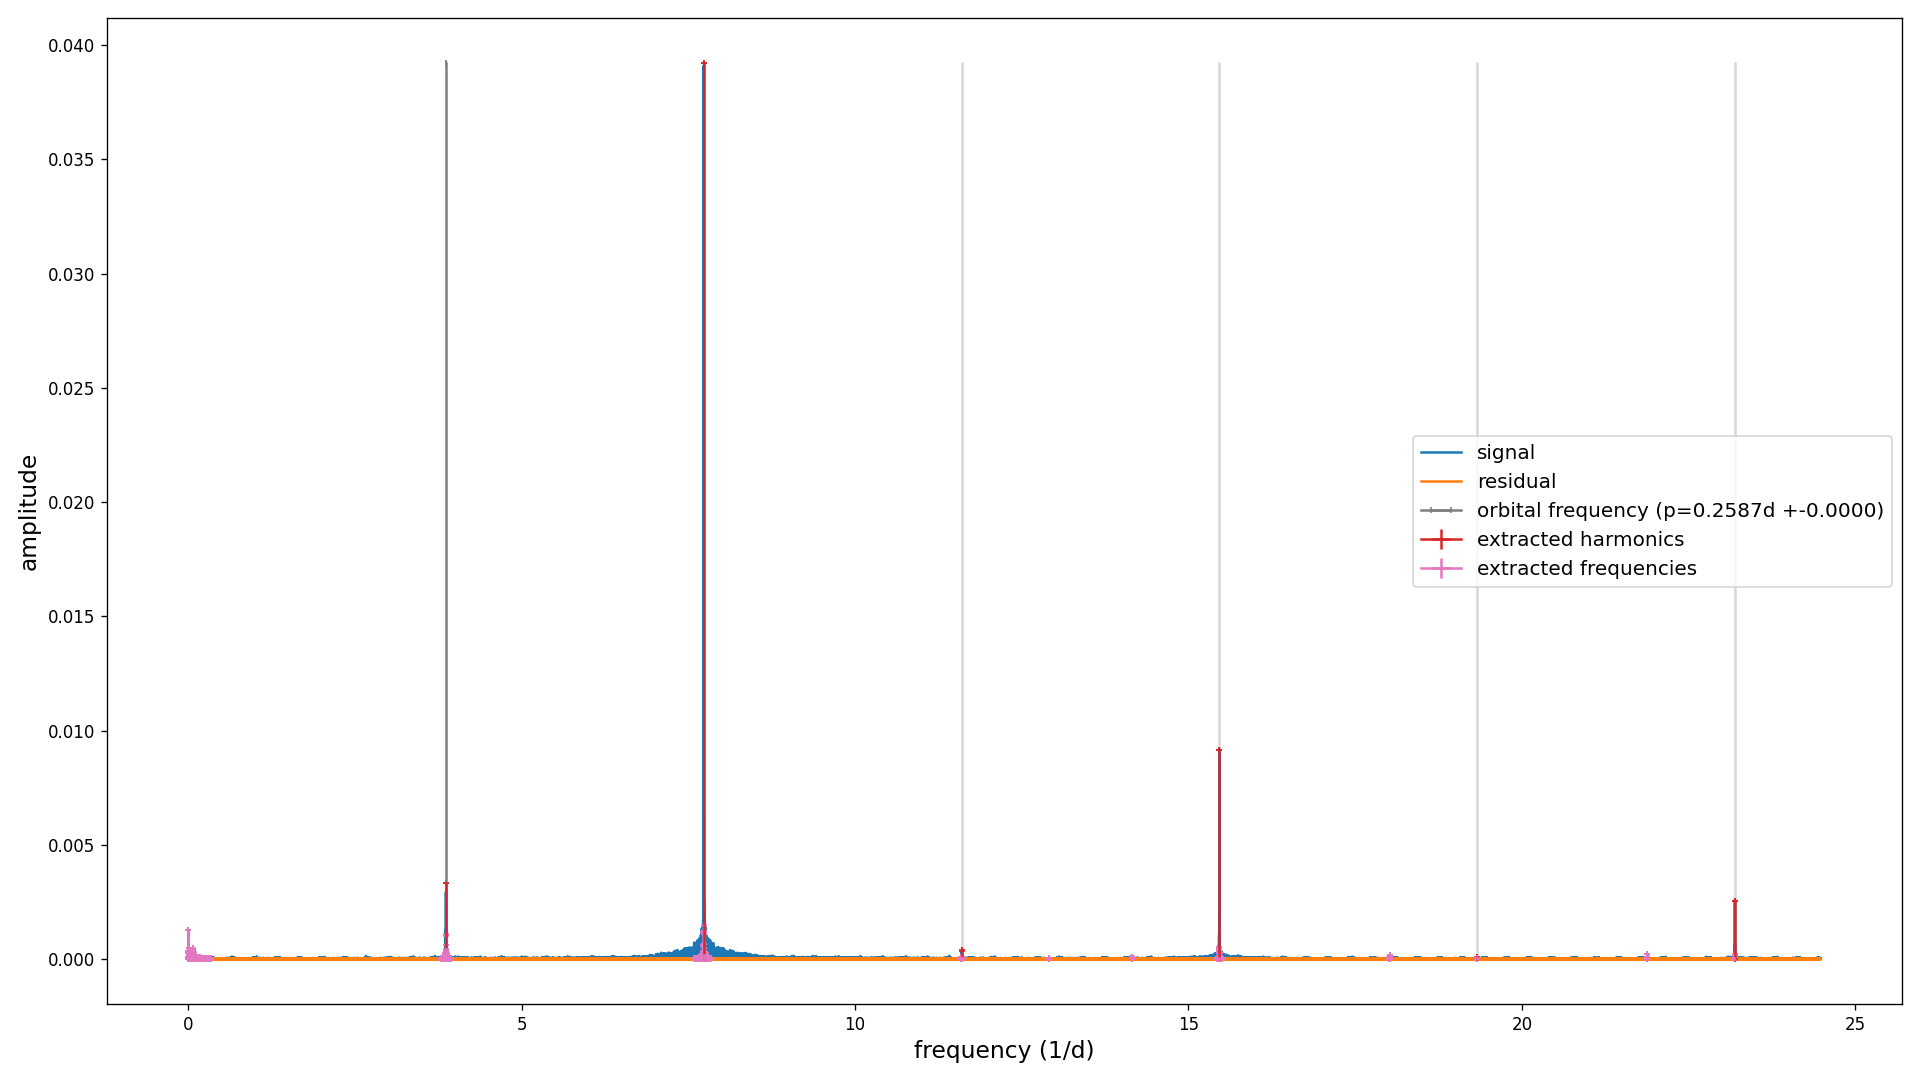 0.040
0.035
0.030
0.025
0.020
0.015
0.010
0.005
0.000
amplitude
signal
residual
orbital frequency (p=0.2587d +-0.0000)
extracted harmonics
extracted frequencies
0 5 10 15 20 25
frequency (1/d)